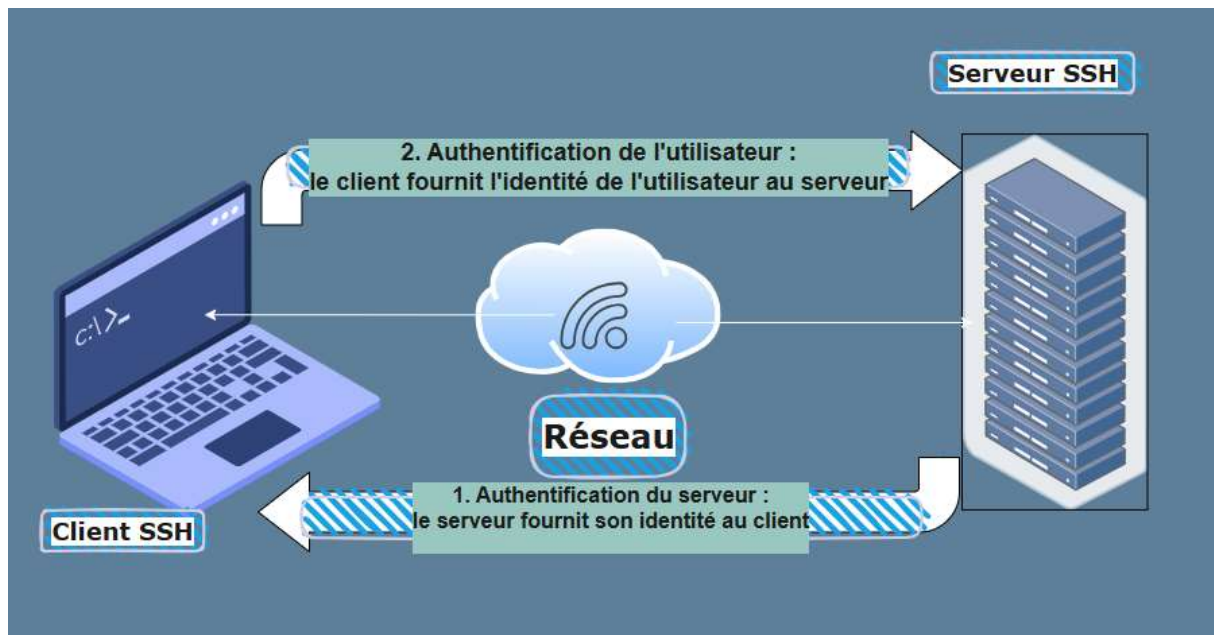 Serveur SSH
2. Authentification de l'utilisateur :
le client fournit l'identité de l'utilisateur au serveur
c:\>_
Réseau
1. Authentification du serveur :
le serveur fournit son identité au client
Client SSH